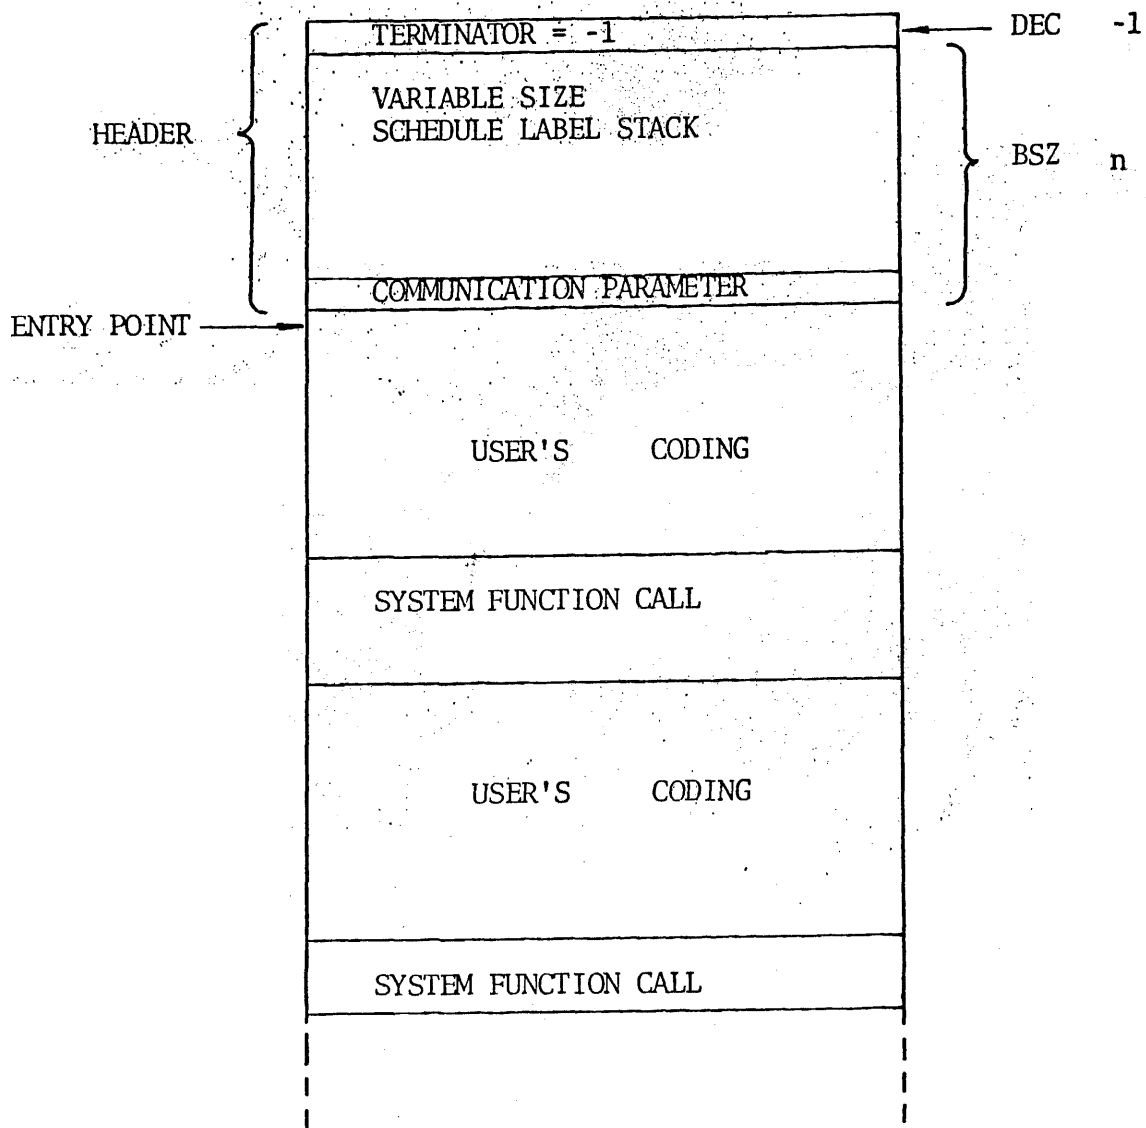 TERMINATOR = -1
DEC -1
VARIABLE SIZE
SCHEDULE LABEL STACK
HEADER
BSZ n
COMMUNICATION PARAMETER
ENTRY POINT
USER'S CODING
SYSTEM FUNCTION CALL
USER'S CODING
SYSTEM FUNCTION CALL